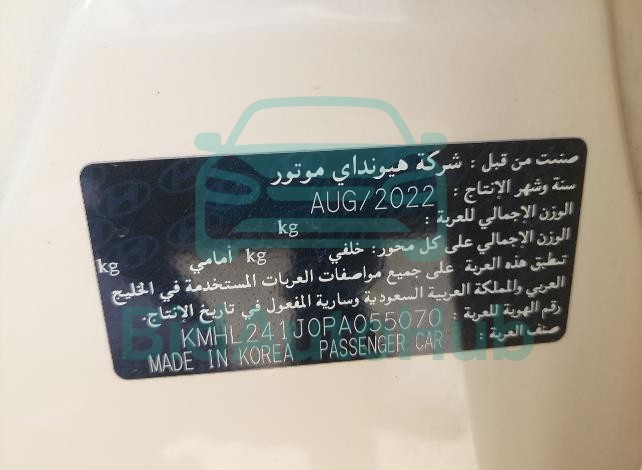 صنت من قبل : شركة هيونداي موتور
سنة وشهر الإنتاج : AUG/2022
الوزن الإجمالي للعربة : kg
الوزن الإجمالي على كل محور: خلفي kg أمامي kg
تطبق هذه العربة على جميع مواصفات العربات المستخدمة في الخليج
العربي والمملكة العربية السعودية وسارية المفعول في تاريخ الإنتاج.
رقم الهوية للعربة : KMHL241J0PA055070
صنف العربة : PASSENGER CAR MADE IN KOREA